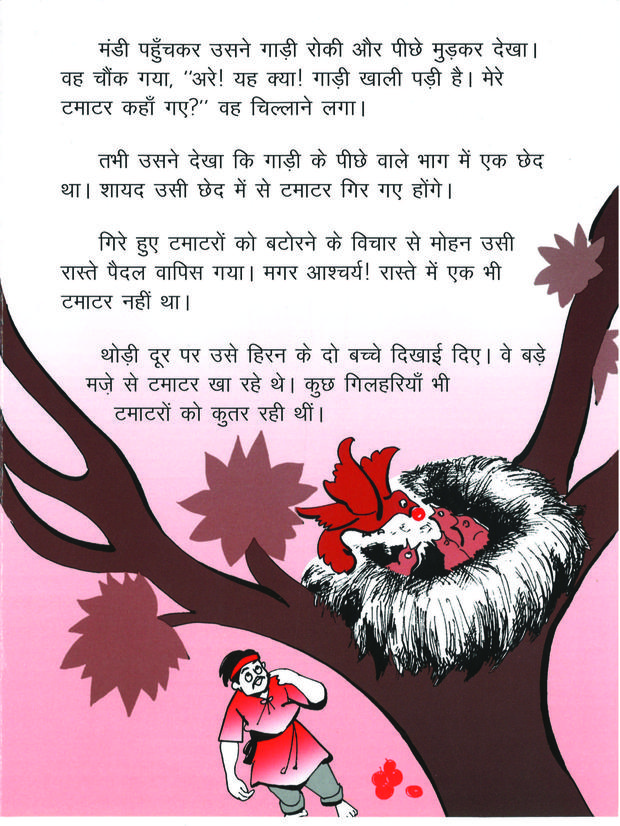 मंडी पहुँचकर उसने गाड़ी रोकी और पीछे मुड़कर देखा।
वह चौंक गया, ''अरे! यह क्या! गाड़ी खाली पड़ी है। मेरे
टमाटर कहाँ गए?'' वह चिल्लाने लगा।
तभी उसने देखा कि गाड़ी के पीछे वाले भाग में एक छेद
था। शायद उसी छेद में से टमाटर गिर गए होंगे।
गिरे हुए टमाटरों को बटोरने के विचार से मोहन उसी
रास्ते पैदल वापिस गया। मगर आश्चर्य! रास्ते में एक भी
टमाटर नहीं था।
थोड़ी दूर पर उसे हिरन के दो बच्चे दिखाई दिए। वे बड़े
मज़े से टमाटर खा रहे थे। कुछ गिलहरियाँ भी
टमाटरों को कुतर रही थीं।